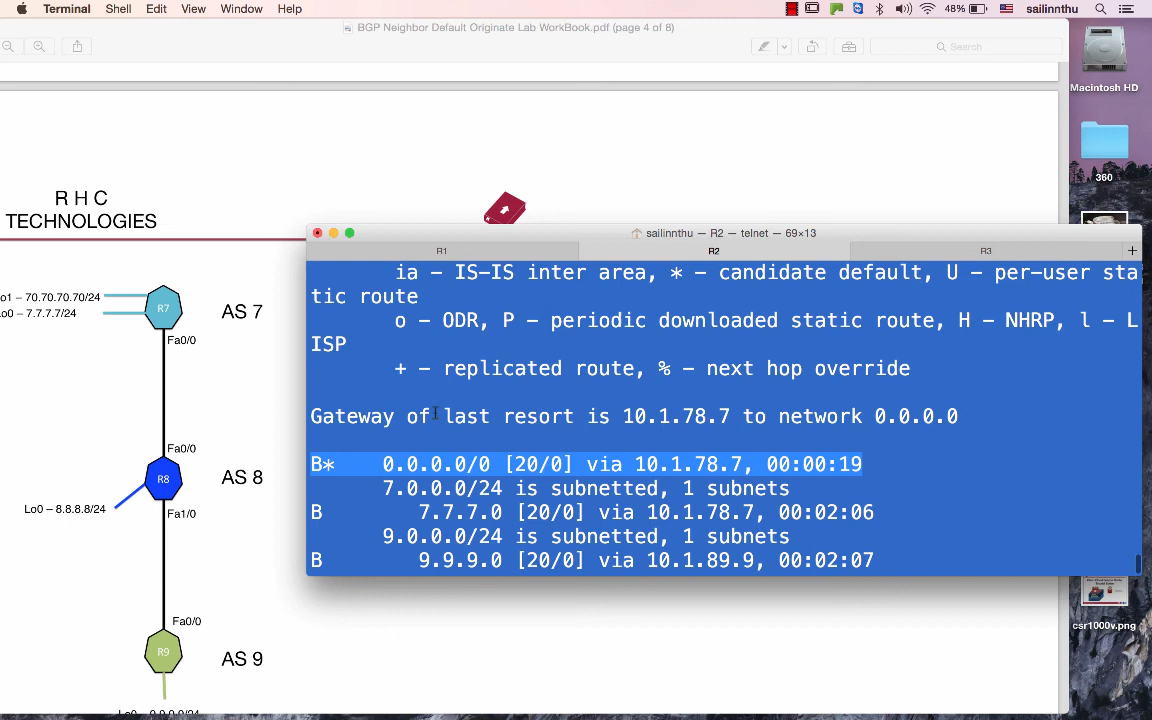 Terminal Shell Edit View Window Help
48% sailinnthu
BGP Neighbor Default Originate Lab WorkBook.pdf (page 4 of 8)
Search
Macintosh HD
360
csr1000v.png
R H C
TECHNOLOGIES
o1 – 70.70.70.70/24
Lo0 – 7.7.7.7/24
R7
AS 7
Fa0/0
Fa0/0
R8
AS 8
Lo0 – 8.8.8.8/24
Fa1/0
Fa0/0
R9
AS 9
sailinnthu — R2 — telnet — 69×13
R1 R2 R3 +
ia - IS-IS inter area, * - candidate default, U - per-user sta
tic route
o - ODR, P - periodic downloaded static route, H - NHRP, l - L
ISP
+ - replicated route, % - next hop override
Gateway of last resort is 10.1.78.7 to network 0.0.0.0
B* 0.0.0.0/0 [20/0] via 10.1.78.7, 00:00:19
7.0.0.0/24 is subnetted, 1 subnets
B 7.7.7.0 [20/0] via 10.1.78.7, 00:02:06
9.0.0.0/24 is subnetted, 1 subnets
B 9.9.9.0 [20/0] via 10.1.89.9, 00:02:07